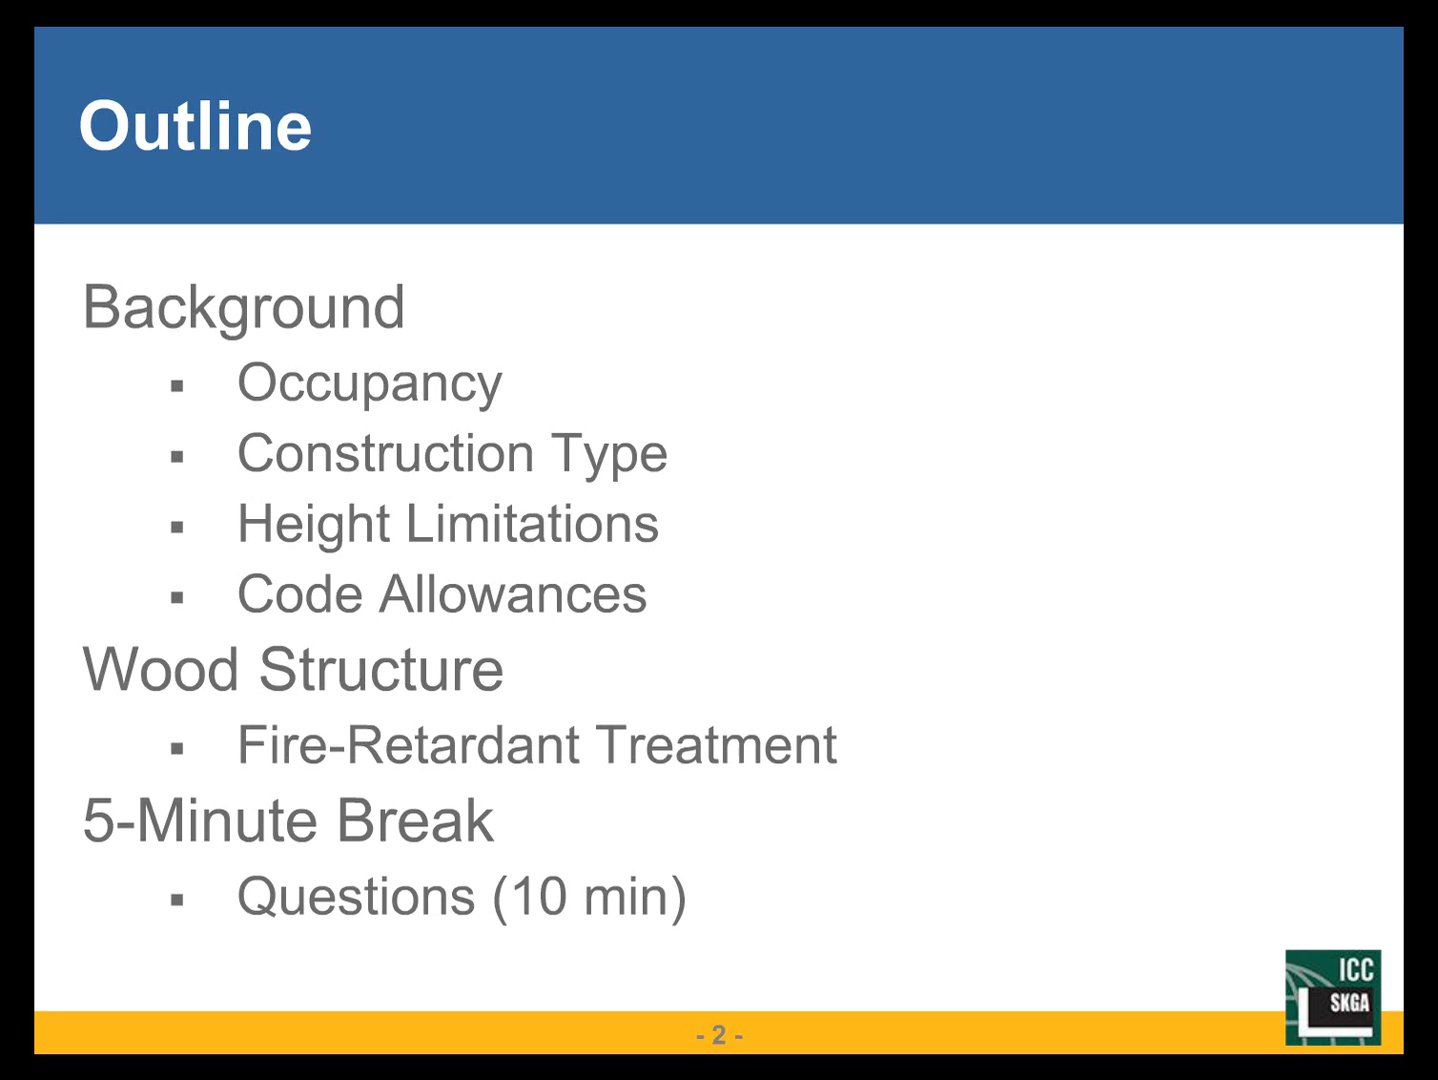 Outline
Background
▪ Occupancy
▪ Construction Type
▪ Height Limitations
▪ Code Allowances
Wood Structure
▪ Fire-Retardant Treatment
5-Minute Break
▪ Questions (10 min)
ICC
SKGA
- 2 -